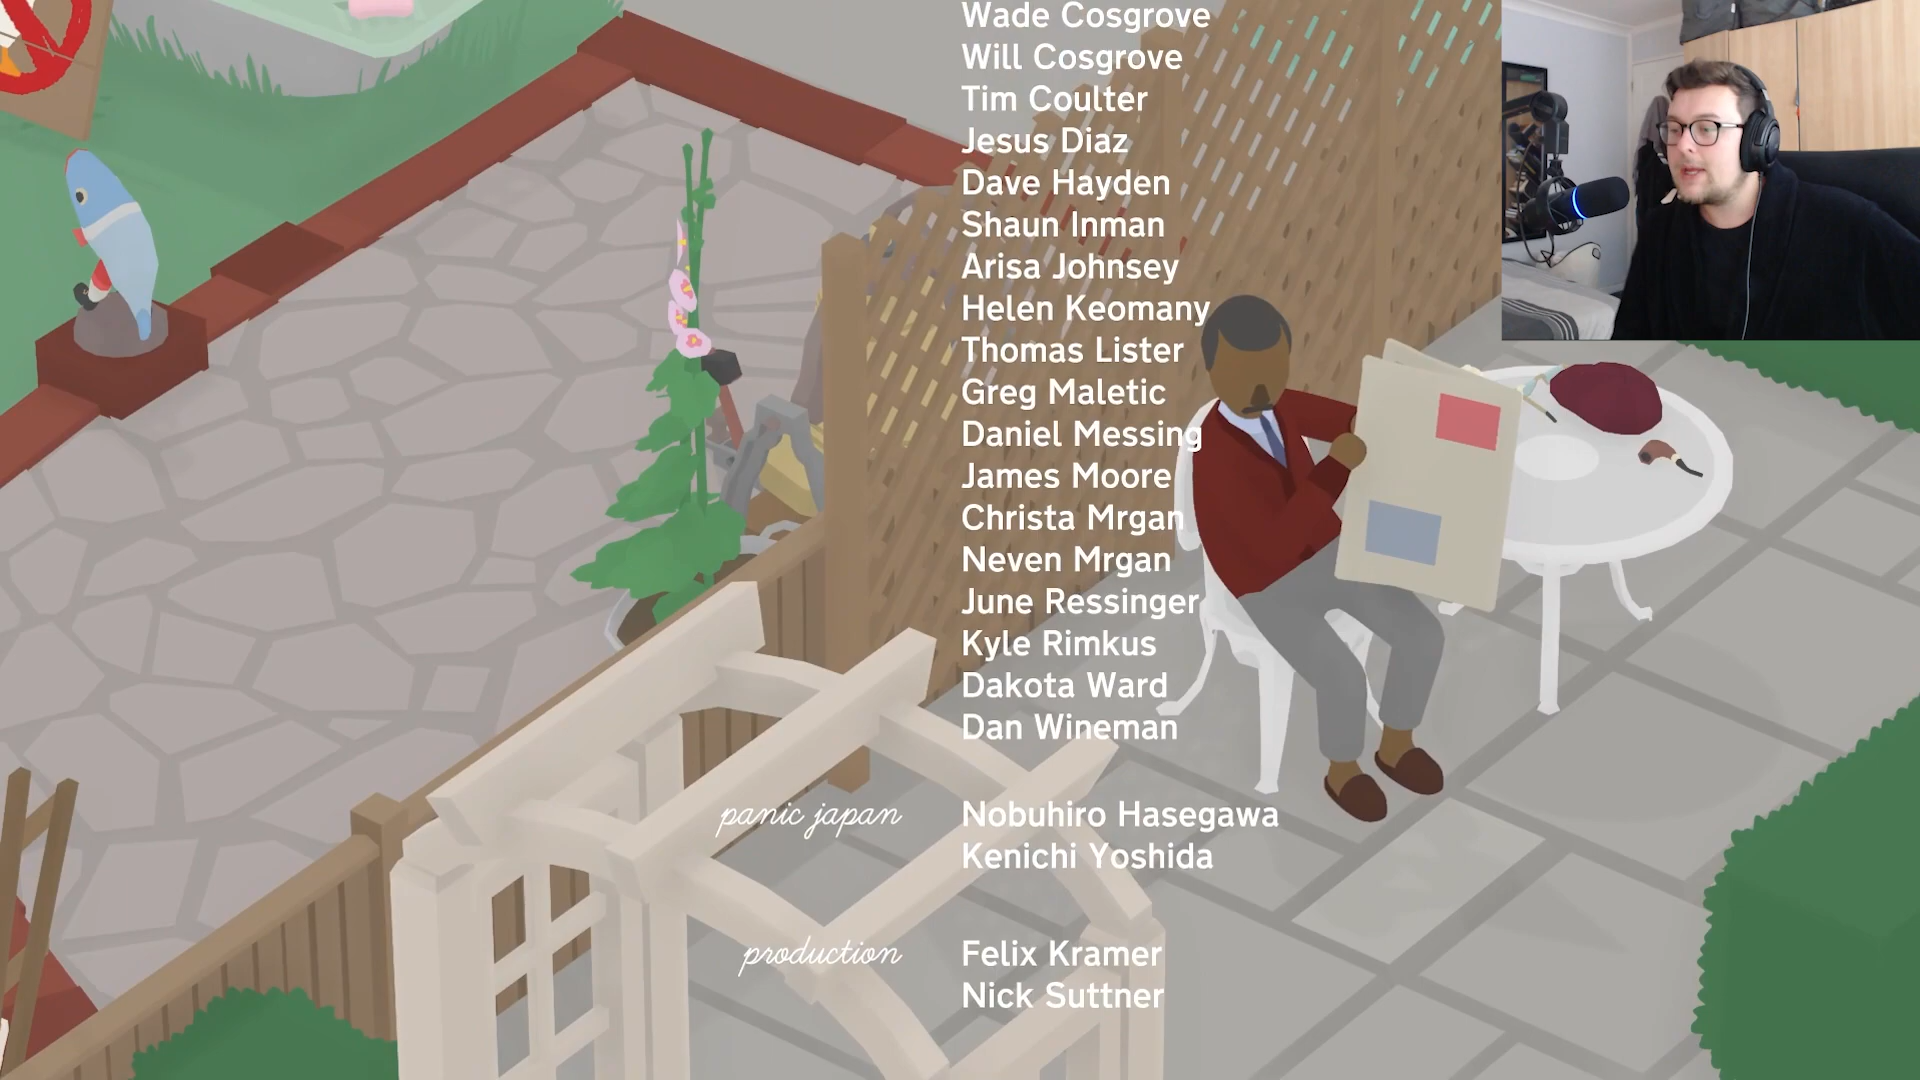 Wade Cosgrove
Will Cosgrove
Tim Coulter
Jesus Diaz
Dave Hayden
Shaun Inman
Arisa Johnsey
Helen Keomany
Thomas Lister
Greg Maletic
Daniel Messing
James Moore
Christa Mrgan
Neven Mrgan
June Ressinger
Kyle Rimkus
Dakota Ward
Dan Wineman
panic japan Nobuhiro Hasegawa
Kenichi Yoshida
production Felix Kramer
Nick Suttner